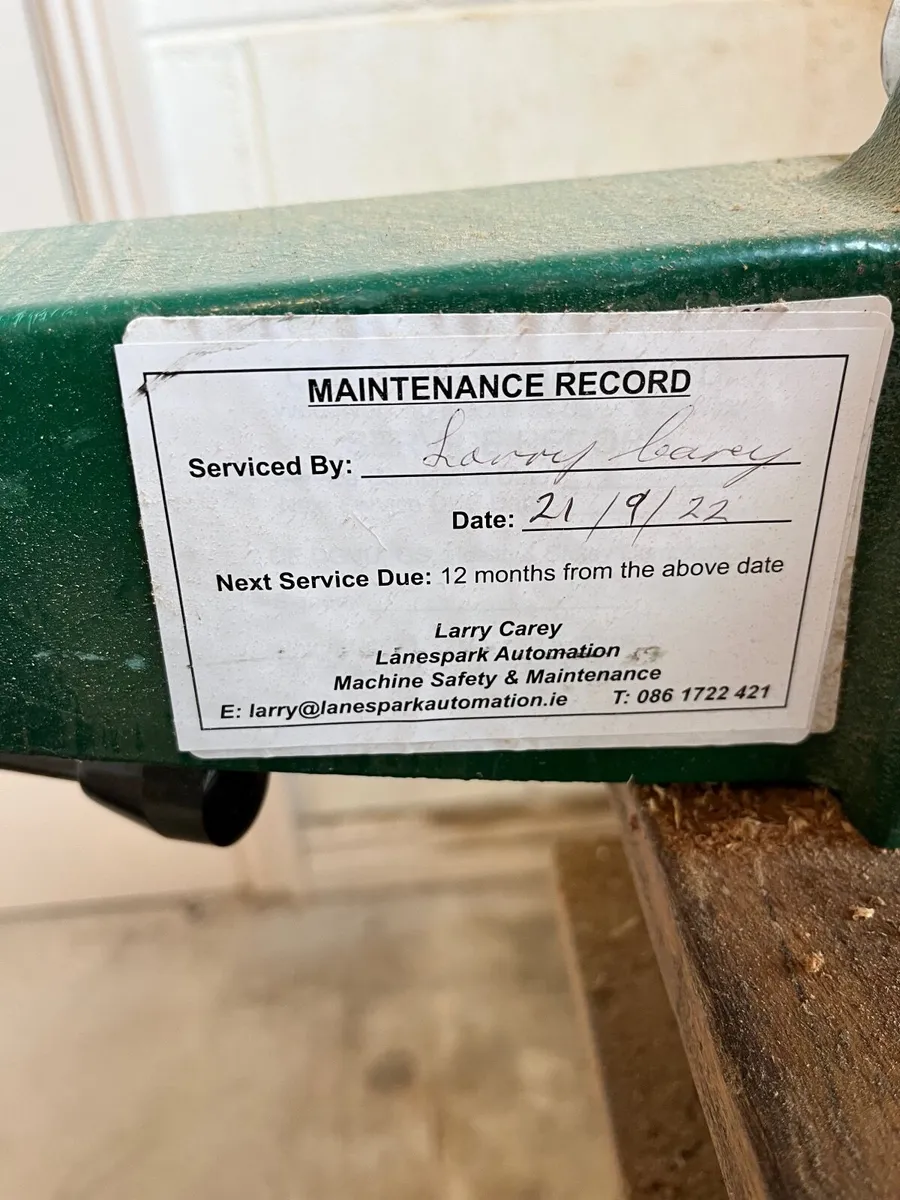 MAINTENANCE RECORD
Serviced By: Larry Carey
Date: 21/9/22
Next Service Due: 12 months from the above date
Larry Carey
Lanespark Automation
Machine Safety & Maintenance
E: larry@lanesparkautomation.ie T: 086 1722 421